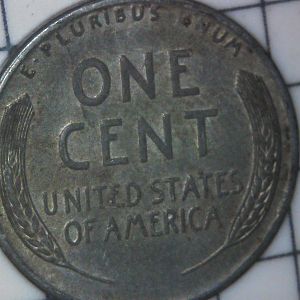 E·PLURIBUS·UNUM
ONE
CENT
UNITED STATES
OF AMERICA